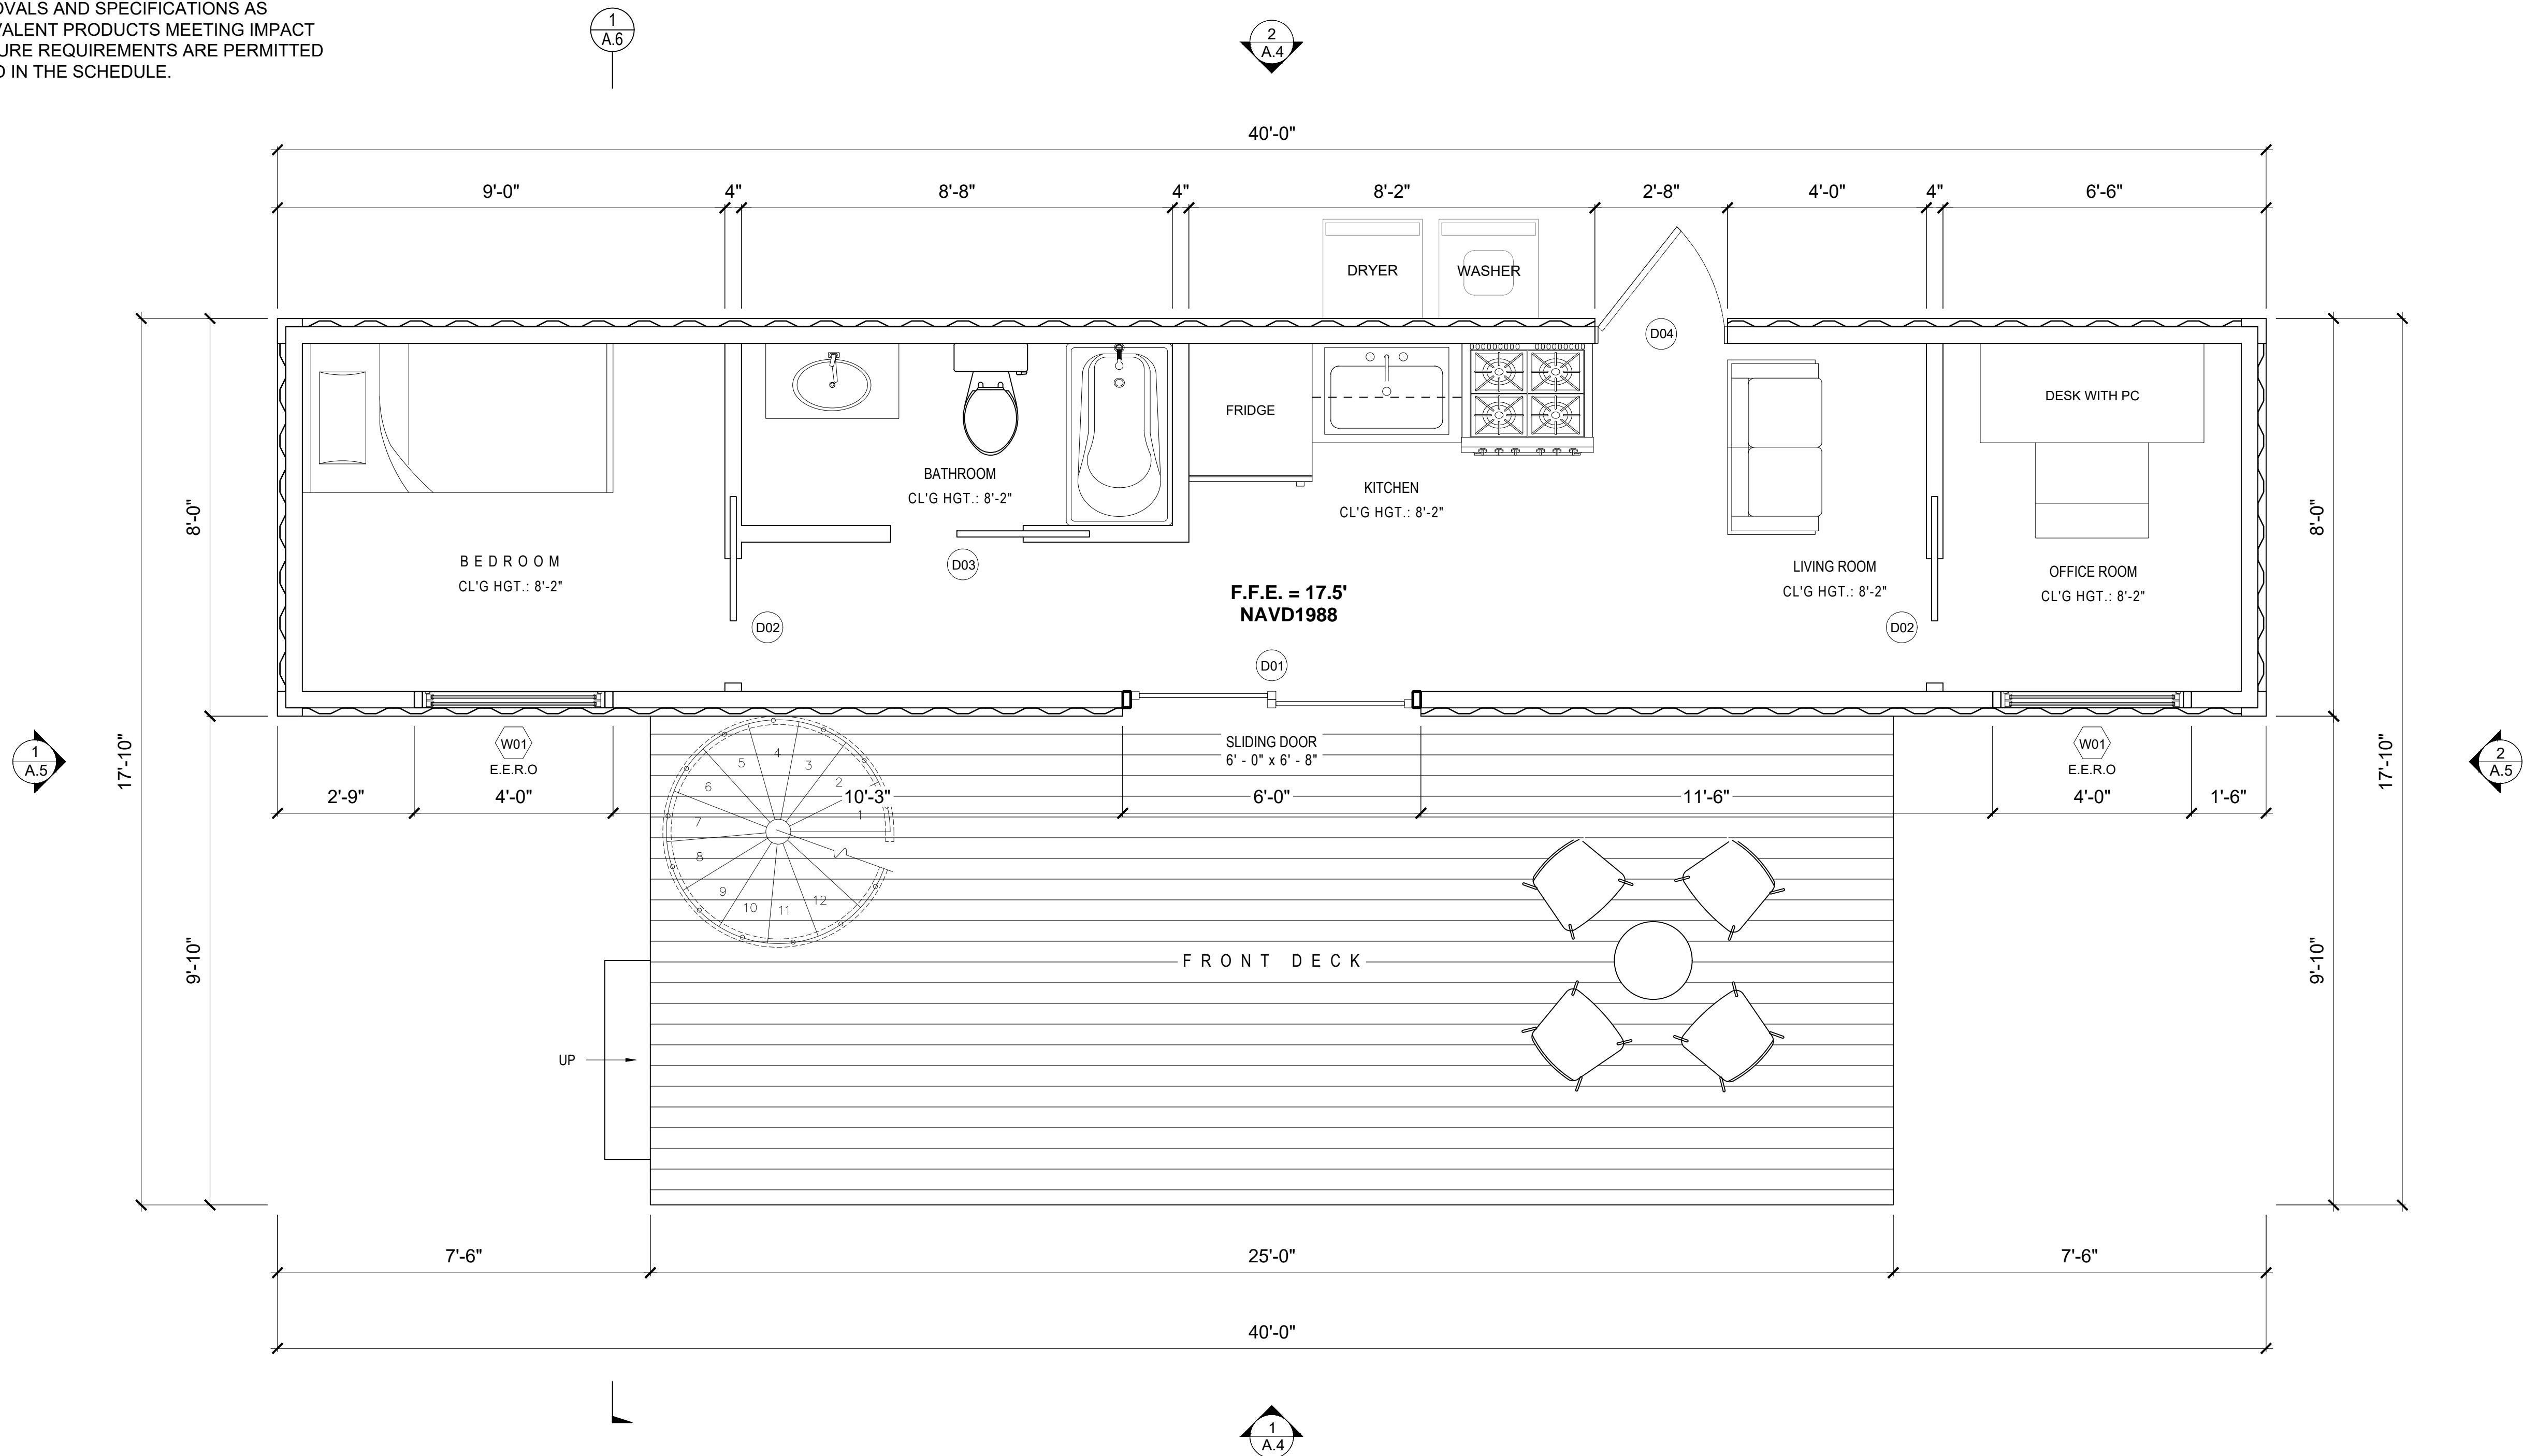 OVALS AND SPECIFICATIONS AS
VALENT PRODUCTS MEETING IMPACT
URE REQUIREMENTS ARE PERMITTED
D IN THE SCHEDULE.
1
A.6
2
A.4
40'-0"
9'-0" 4" 8'-8" 4" 8'-2" 2'-8" 4'-0" 4" 6'-6"
DRYER WASHER
D04
DESK WITH PC
FRIDGE
BATHROOM
CL'G HGT.: 8'-2"
KITCHEN
CL'G HGT.: 8'-2"
8'-0"
8'-0"
BEDROOM
CL'G HGT.: 8'-2"
D03
LIVING ROOM
CL'G HGT.: 8'-2"
OFFICE ROOM
CL'G HGT.: 8'-2"
F.F.E. = 17.5'
NAVD1988
D02
D02
D01
17'-10"
1
A.5
W01
E.E.R.O
SLIDING DOOR
6' - 0" x 6' - 8"
W01
E.E.R.O
17'-10"
2
A.5
2'-9" 4'-0" 10'-3" 6'-0" 11'-6" 4'-0" 1'-6"
1
2
3
4
5
6
7
8
9
10
11
12
9'-10"
FRONT DECK
9'-10"
UP
7'-6" 25'-0" 7'-6"
40'-0"
1
A.4